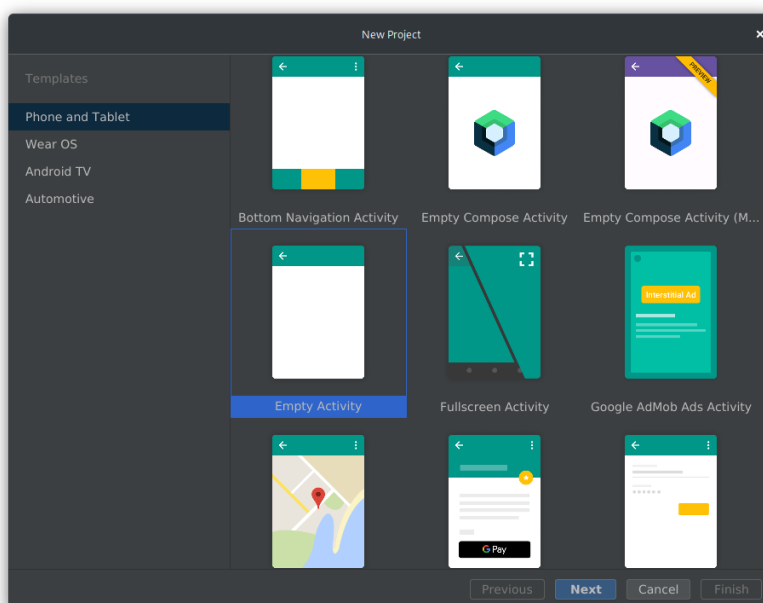 New Project
Templates
Phone and Tablet
Wear OS
Android TV
Automotive
PREVIEW
Bottom Navigation Activity
Empty Compose Activity
Empty Compose Activity (M...
Interstitial Ad
Empty Activity
Fullscreen Activity
Google AdMob Ads Activity
G Pay
Previous
Next
Cancel
Finish